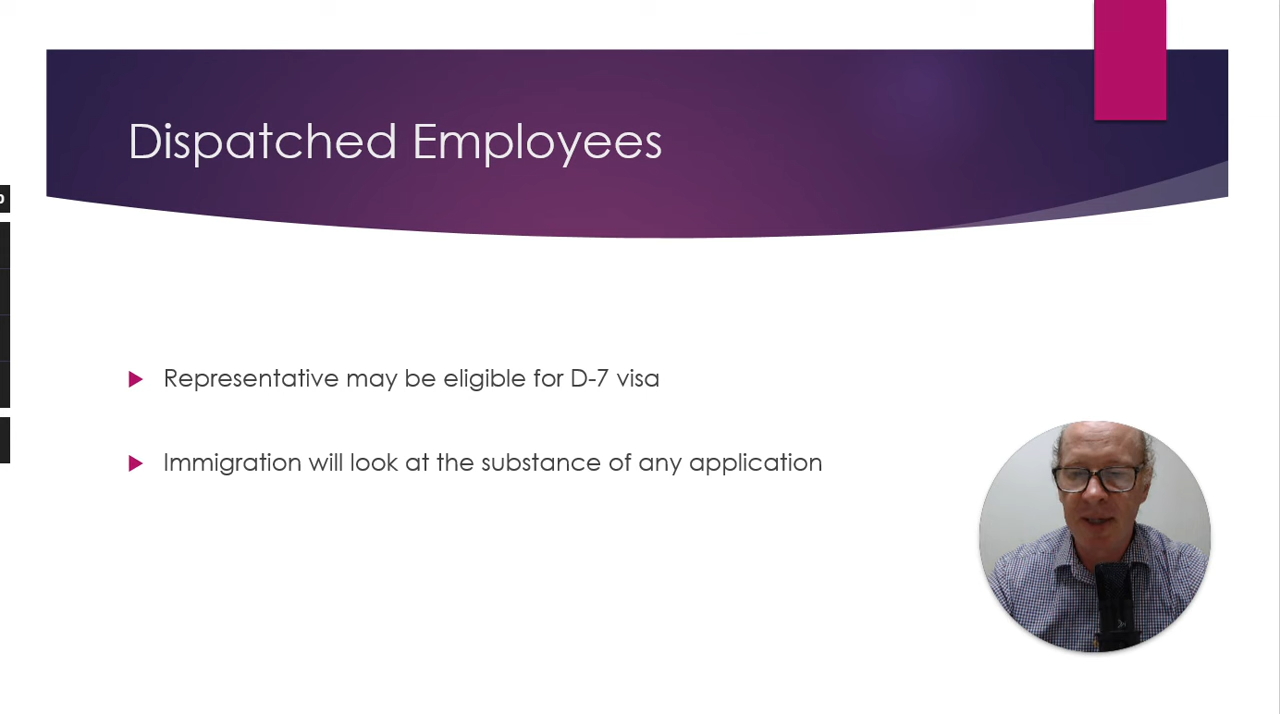 Dispatched Employees
Representative may be eligible for D-7 visa
Immigration will look at the substance of any application